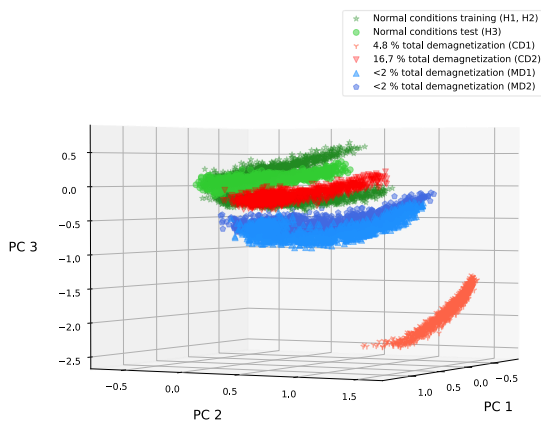 Normal conditions training (H1, H2)
Normal conditions test (H3)
4.8 % total demagnetization (CD1)
16,7 % total demagnetization (CD2)
<2 % total demagnetization (MD1)
<2 % total demagnetization (MD2)
0.5
0.0
−0.5
−1.0
−1.5
−2.0
−2.5
PC 3
−0.5
0.0
0.5
1.0
1.5
PC 2
1.0
0.5
0.0
−0.5
PC 1